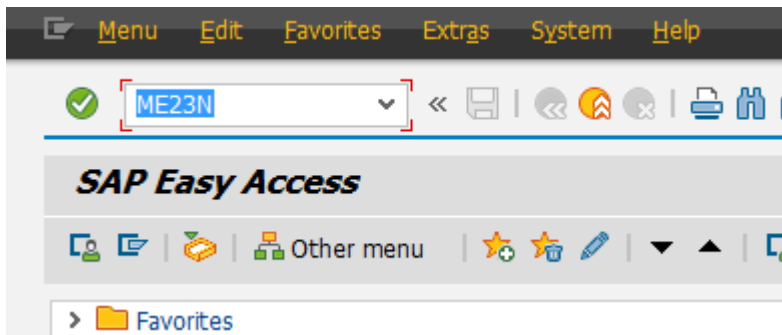 Menu Edit Favorites Extras System Help
ME23N
SAP Easy Access
Other menu
Favorites